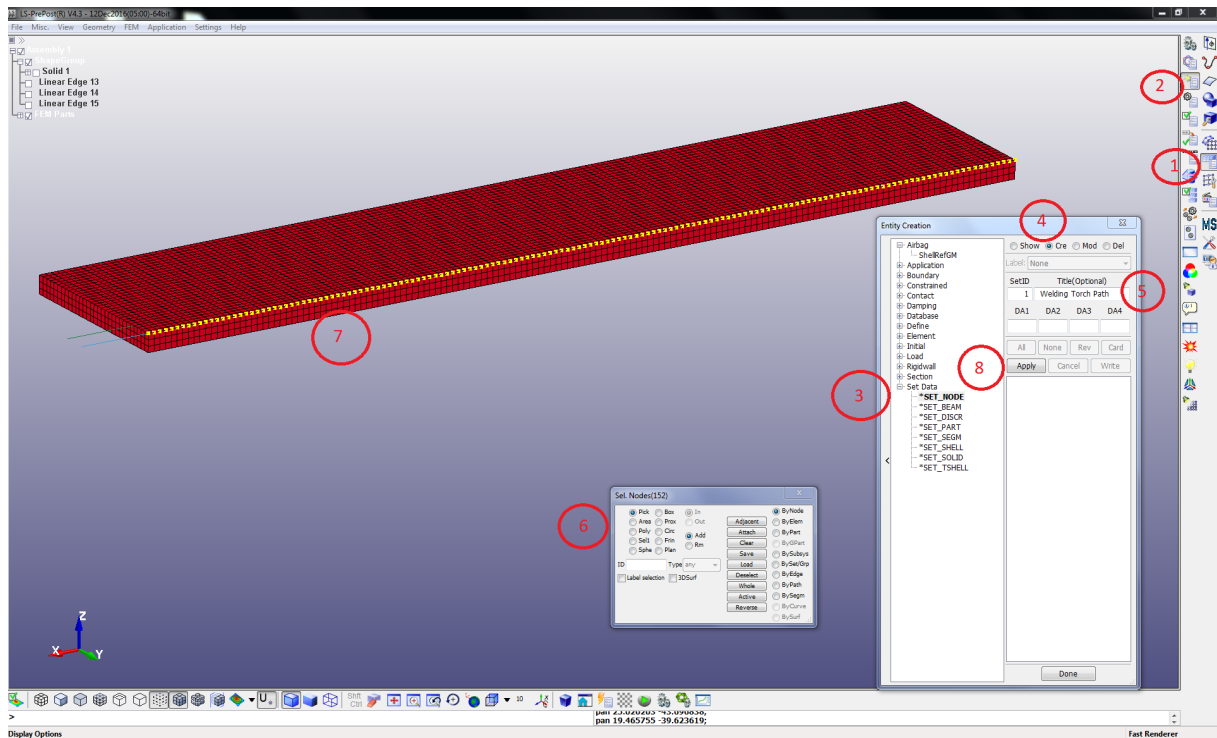 LS-PrePost(R) V4.3 - 12Dec2016(05:00)-64bit
File Misc. View Geometry FEM Application Settings Help
Assembly 1
ShapeGroup
Solid 1
Linear Edge 13
Linear Edge 14
Linear Edge 15
FEM Parts
2
1
MS
4
Entity Creation
Airbag
ShellRefGM
Application
Boundary
Constrained
Contact
Damping
Database
Define
Element
Initial
Load
Rigidwall
Section
Set Data
*SET_NODE
*SET_BEAM
*SET_DISCR
*SET_PART
*SET_SEGM
*SET_SHELL
*SET_SOLID
*SET_TSHELL
<
Show Cre Mod Del
Label: None
SetID Title(Optional)
1 Welding Torch Path
5
DA1 DA2 DA3 DA4
All None Rev Card
8
Apply Cancel Write
3
Done
7
6
Sel. Nodes(152)
Pick Box In
Area Prox Out
Poly Circ
Sel1 Frin Add
Sphe Plan Rm
ID Type any
Label selection 3DSurf
Adjacent
Attach
Clear
Save
Load
Deselect
Whole
Active
Reverse
ByNode
ByElem
ByPart
ByGPart
BySubsys
BySet/Grp
ByEdge
ByPath
BySegm
ByCurve
BySurf
Z
X
Y
Shft
Ctrl
10
>
pan 19.465755 -39.623619;
Display Options
Fast Renderer